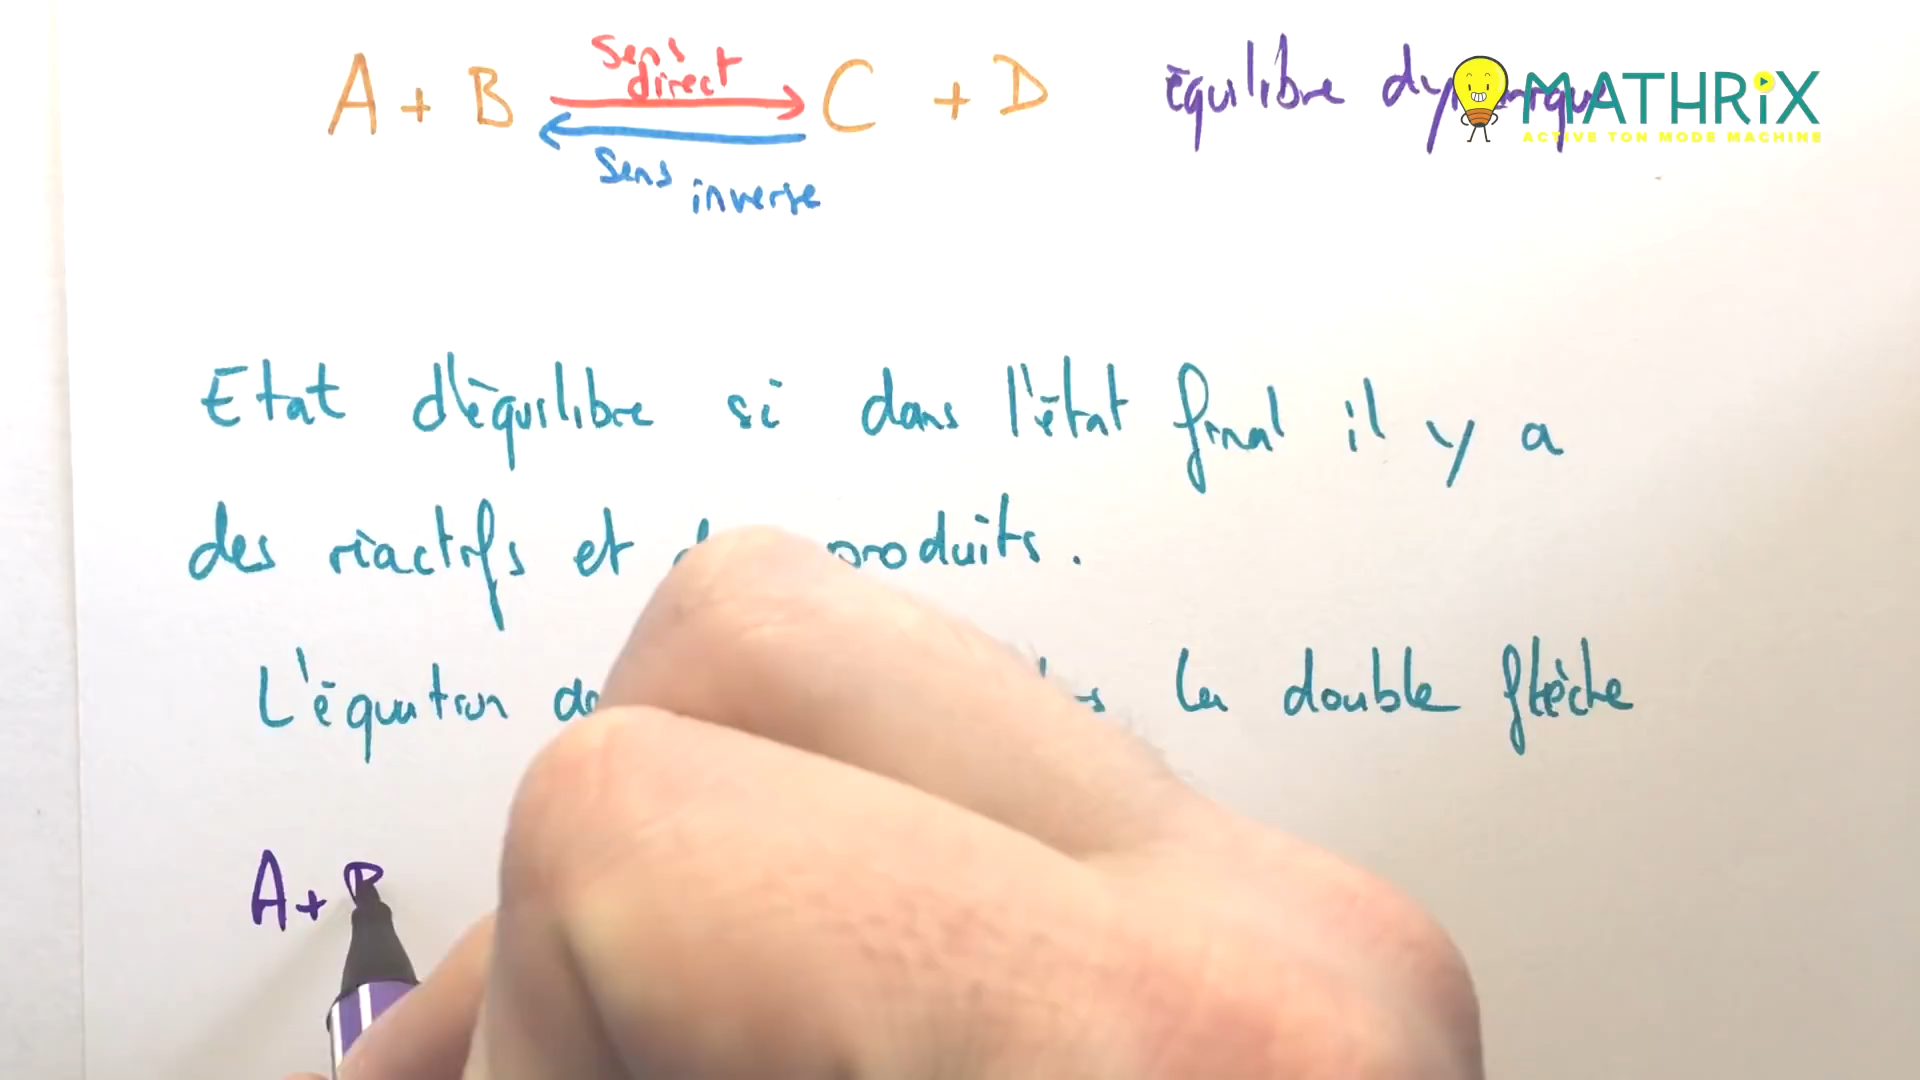 sens
direct
A + B C + D équilibre dynamique
sens inverse
MATHRiX
ACTIVE TON MODE MACHINE
Etat d'équilibre si dans l'état final il y a
des réactifs et produits.
L'équation la double flèche
A + B